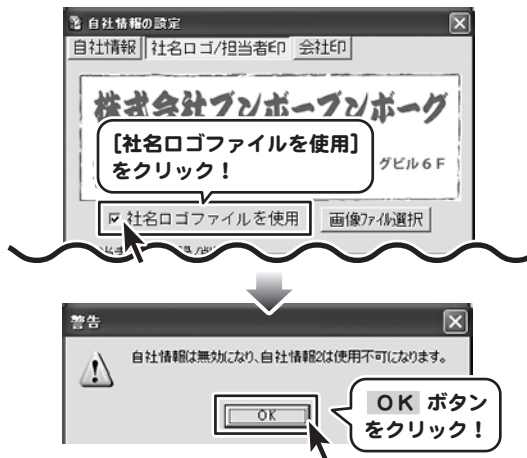 自社情報の設定
自社情報 社名ロゴ/担当者印 会社印
株式会社ブンボーブンボーグ
[社名ロゴファイルを使用]
をクリック！
グビル6F
社名ロゴファイルを使用 画像ファイル選択
警告
自社情報は無効になり、自社情報2は使用不可になります。
OK
OK ボタン
をクリック！